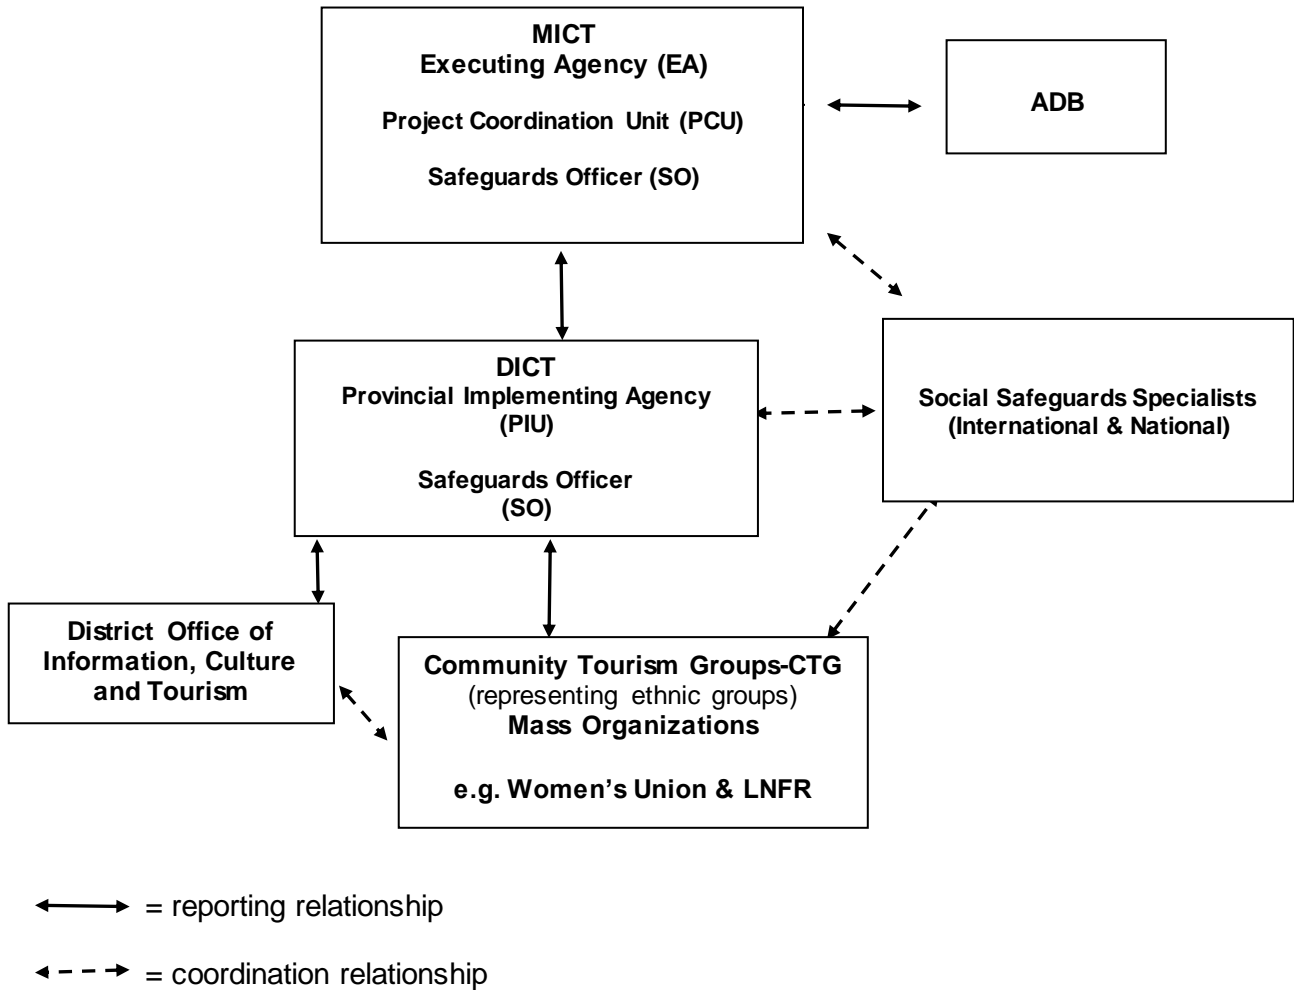 MICT
Executing Agency (EA)
Project Coordination Unit (PCU)
Safeguards Officer (SO)
ADB
DICT
Provincial Implementing Agency
(PIU)
Safeguards Officer
(SO)
Social Safeguards Specialists
(International & National)
District Office of
Information, Culture
and Tourism
Community Tourism Groups-CTG
(representing ethnic groups)
Mass Organizations
e.g. Women’s Union & LNFR
= reporting relationship
= coordination relationship